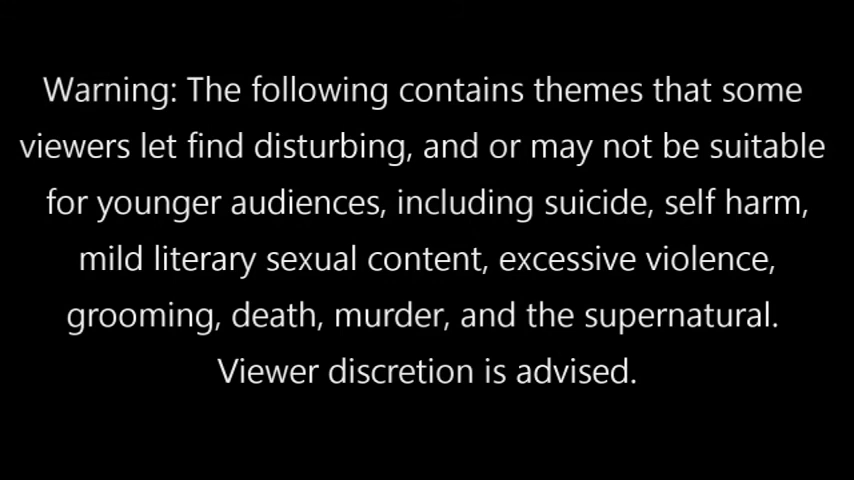 Warning: The following contains themes that some
viewers let find disturbing, and or may not be suitable
for younger audiences, including suicide, self harm,
mild literary sexual content, excessive violence,
grooming, death, murder, and the supernatural.
Viewer discretion is advised.